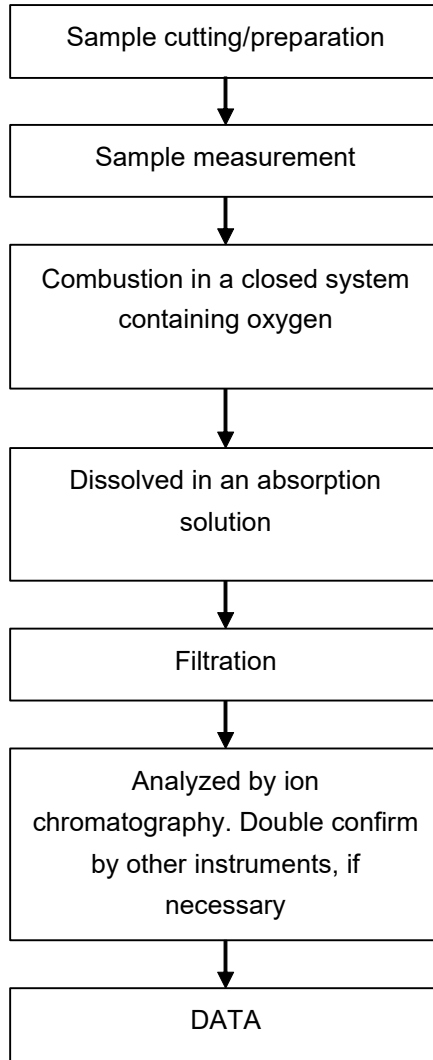 Sample cutting/preparation
Sample measurement
Combustion in a closed system
containing oxygen
Dissolved in an absorption
solution
Filtration
Analyzed by ion
chromatography. Double confirm
by other instruments, if
necessary
DATA